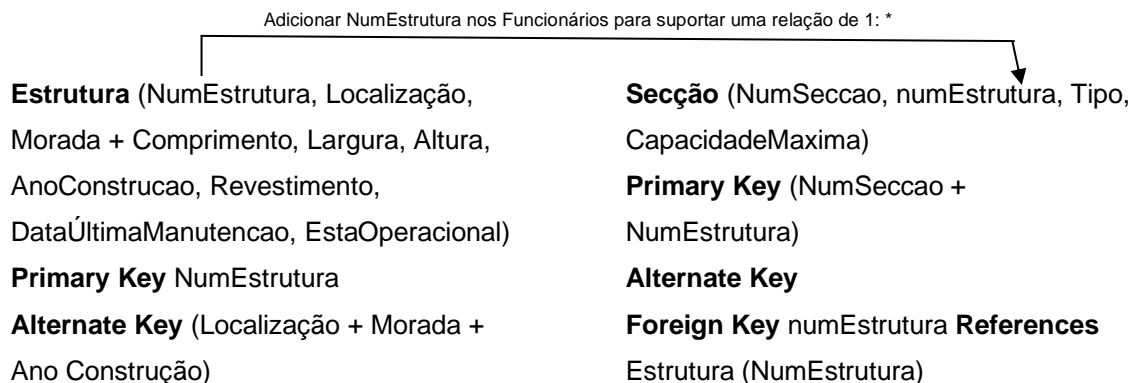 Adicionar NumEstrutura nos Funcionários para suportar uma relação de 1: *
Estrutura (NumEstrutura, Localização,
Morada + Comprimento, Largura, Altura,
AnoConstrucao, Revestimento,
DataÚltimaManutencao, EstaOperacional)
Primary Key NumEstrutura
Alternate Key (Localização + Morada +
Ano Construção)
Secção (NumSeccao, numEstrutura, Tipo,
CapacidadeMaxima)
Primary Key (NumSeccao +
NumEstrutura)
Alternate Key
Foreign Key numEstrutura References
Estrutura (NumEstrutura)